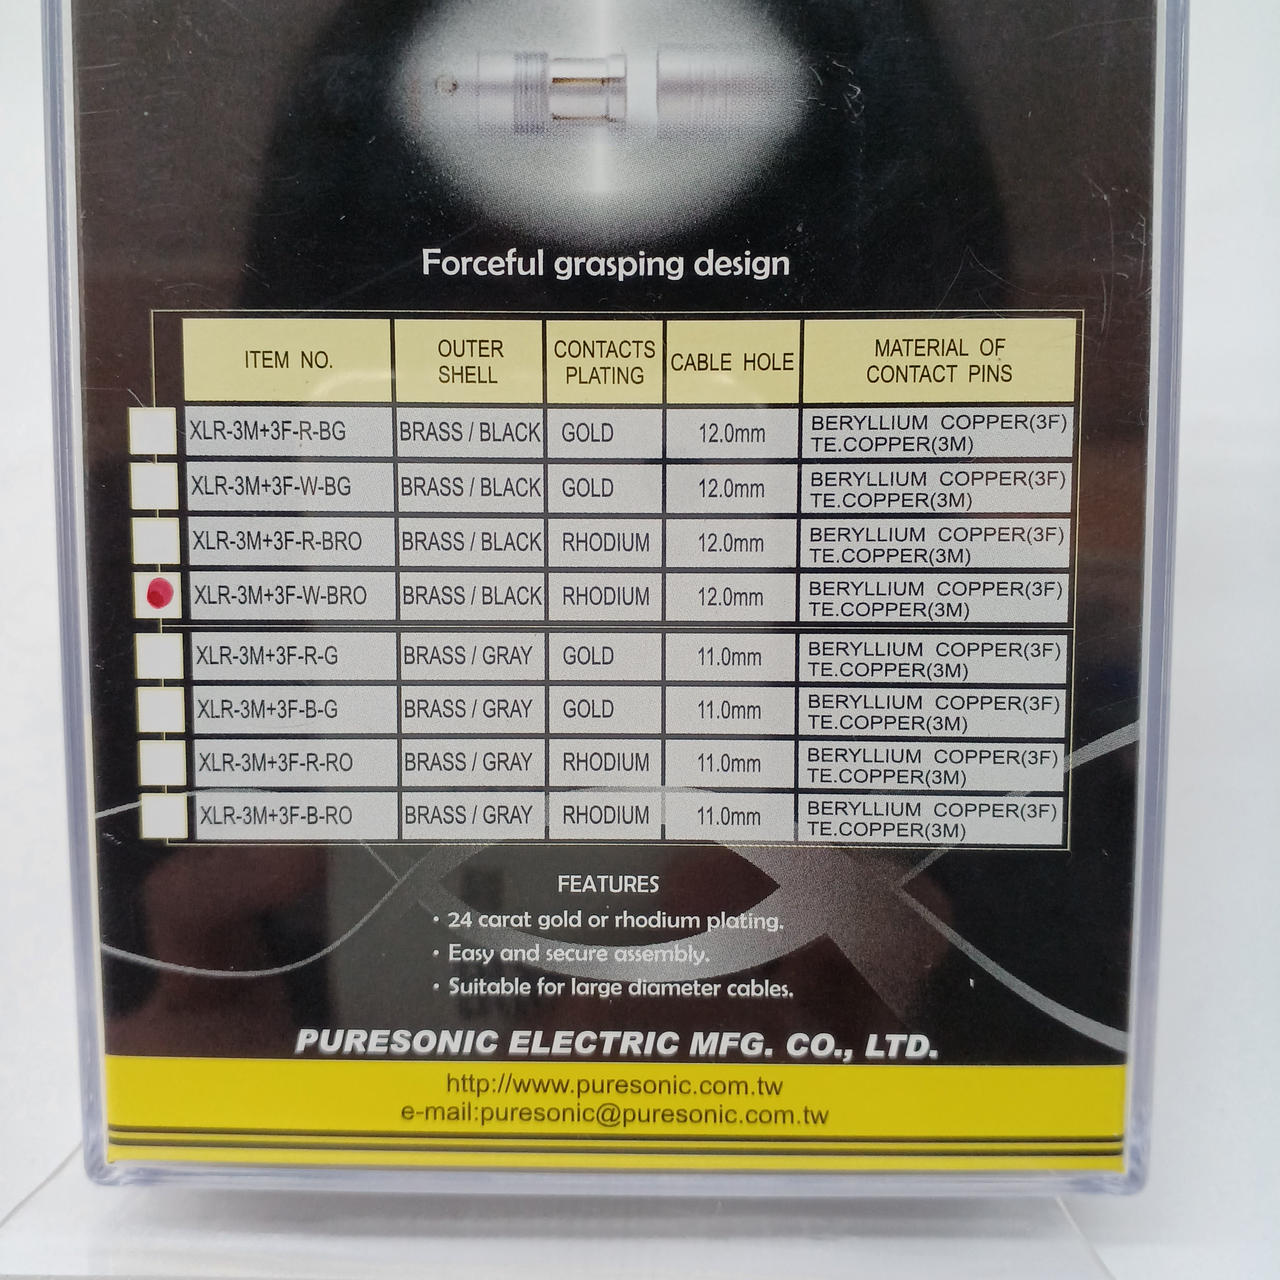 Forceful grasping design
ITEM NO. OUTER SHELL CONTACTS PLATING CABLE HOLE MATERIAL OF CONTACT PINS
XLR-3M+3F-R-BG BRASS / BLACK GOLD 12.0mm BERYLLIUM COPPER(3F) TE.COPPER(3M)
XLR-3M+3F-W-BG BRASS / BLACK GOLD 12.0mm BERYLLIUM COPPER(3F) TE.COPPER(3M)
XLR-3M+3F-R-BRO BRASS / BLACK RHODIUM 12.0mm BERYLLIUM COPPER(3F) TE.COPPER(3M)
XLR-3M+3F-W-BRO BRASS / BLACK RHODIUM 12.0mm BERYLLIUM COPPER(3F) TE.COPPER(3M)
XLR-3M+3F-R-G BRASS / GRAY GOLD 11.0mm BERYLLIUM COPPER(3F) TE.COPPER(3M)
XLR-3M+3F-B-G BRASS / GRAY GOLD 11.0mm BERYLLIUM COPPER(3F) TE.COPPER(3M)
XLR-3M+3F-R-RO BRASS / GRAY RHODIUM 11.0mm BERYLLIUM COPPER(3F) TE.COPPER(3M)
XLR-3M+3F-B-RO BRASS / GRAY RHODIUM 11.0mm BERYLLIUM COPPER(3F) TE.COPPER(3M)
FEATURES
· 24 carat gold or rhodium plating.
· Easy and secure assembly.
· Suitable for large diameter cables.
PURESONIC ELECTRIC MFG. CO., LTD.
http://www.puresonic.com.tw
e-mail:puresonic@puresonic.com.tw